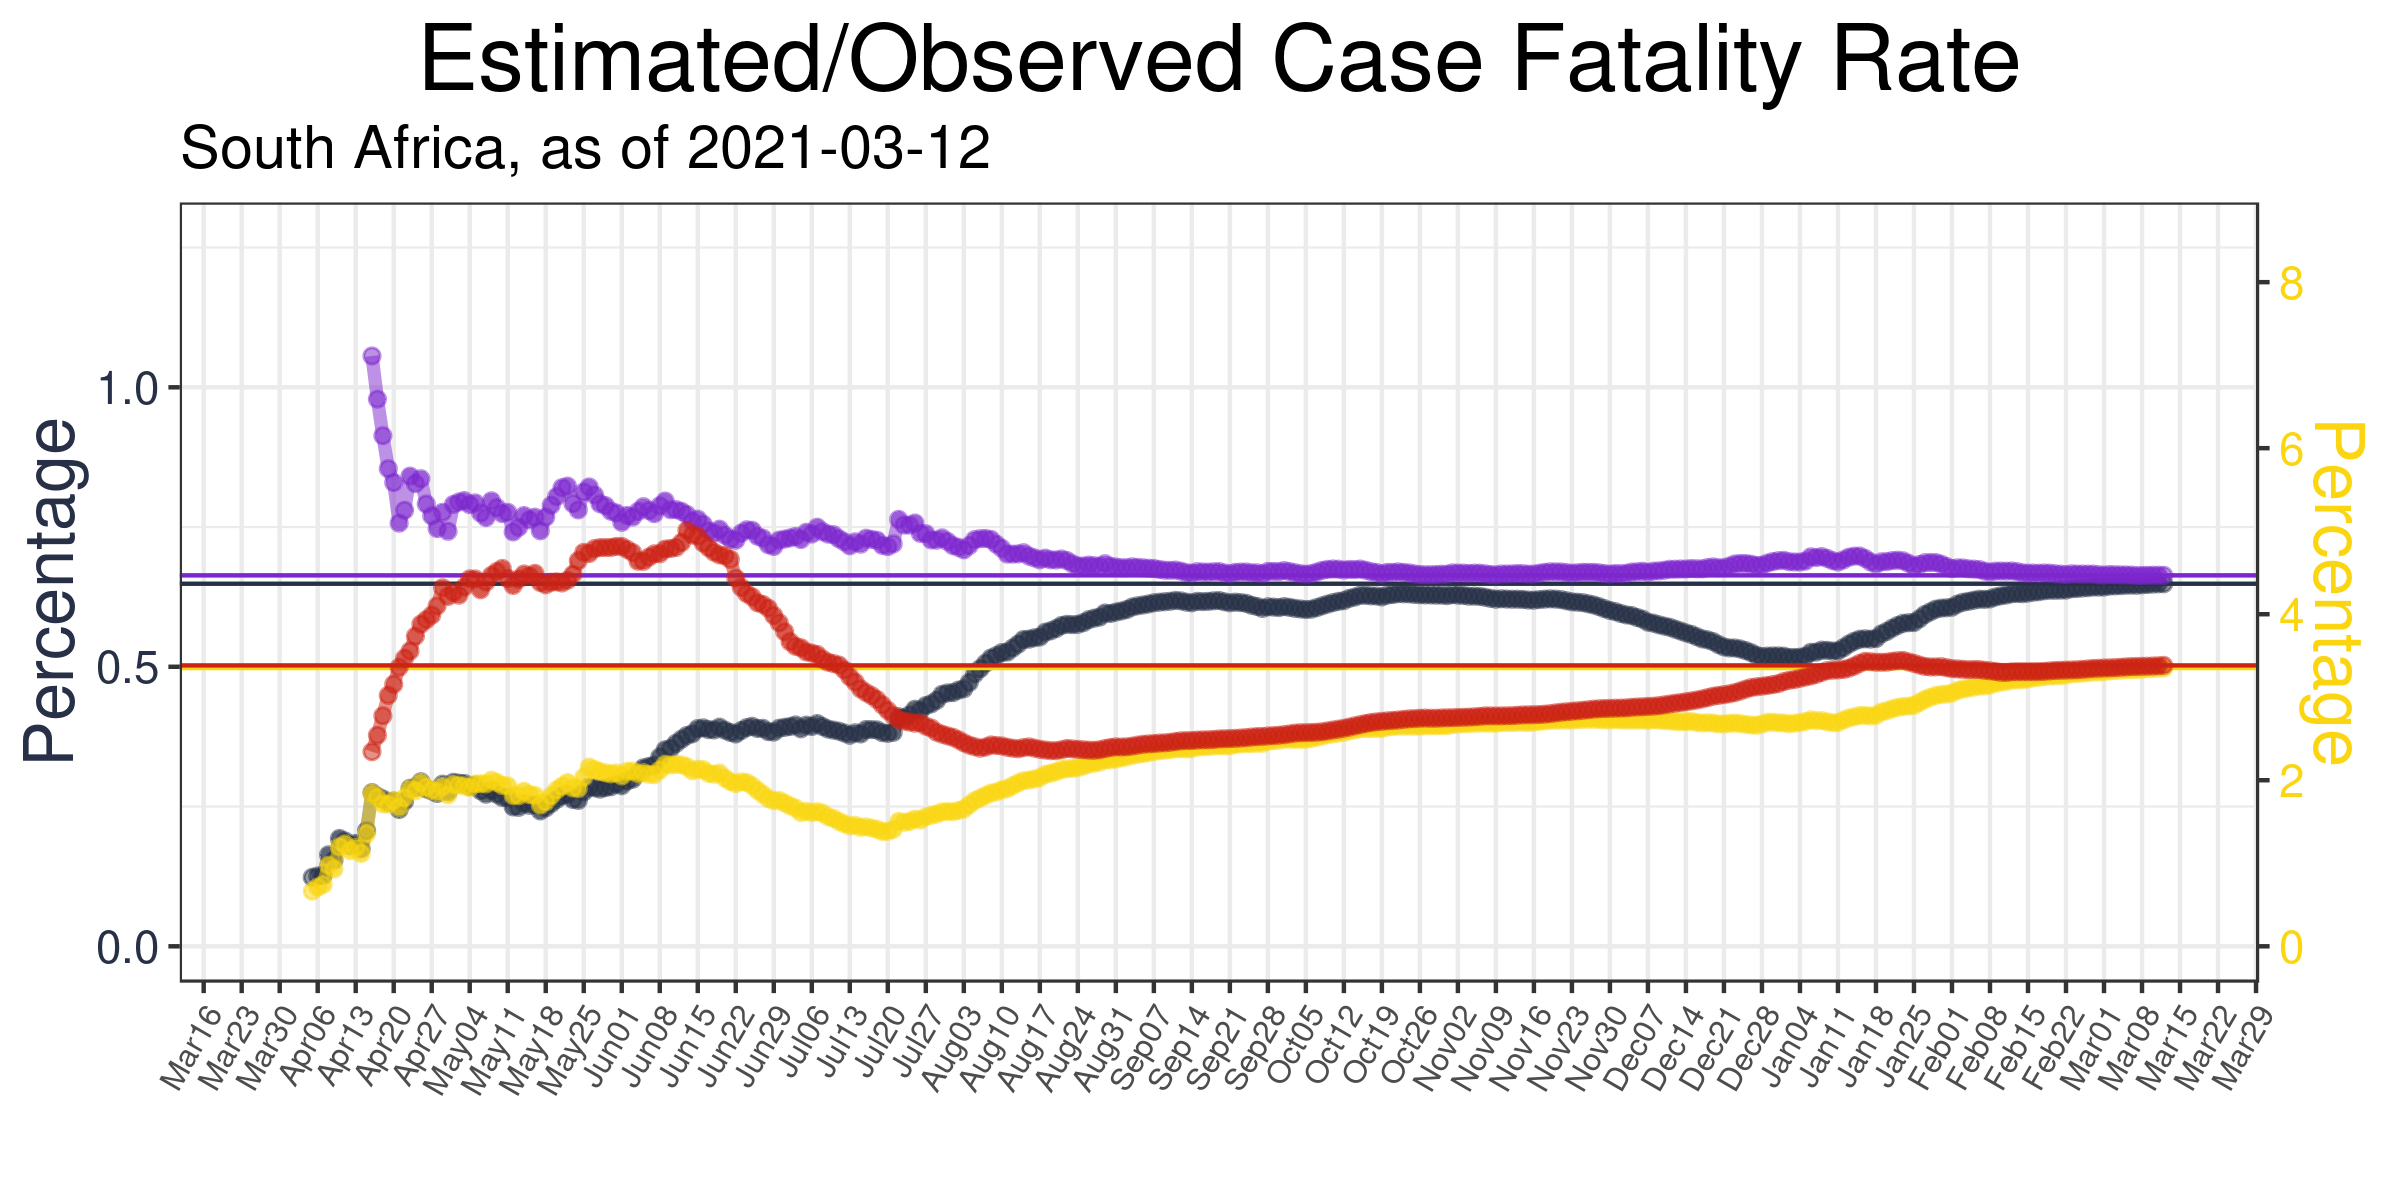 Estimated/Observed Case Fatality Rate
South Africa, as of 2021-03-12
Percentage
1.0
0.5
0.0
8
6
4
2
0
Percentage
Mar16
Mar23
Mar30
Apr06
Apr13
Apr20
Apr27
May04
May11
May18
May25
Jun01
Jun08
Jun15
Jun22
Jun29
Jul06
Jul13
Jul20
Jul27
Aug03
Aug10
Aug17
Aug24
Aug31
Sep07
Sep14
Sep21
Sep28
Oct05
Oct12
Oct19
Oct26
Nov02
Nov09
Nov16
Nov23
Nov30
Dec07
Dec14
Dec21
Dec28
Dec04
Jan11
Jan18
Jan25
Feb01
Feb08
Feb15
Feb22
Mar01
Mar08
Mar15
Mar22
Mar29